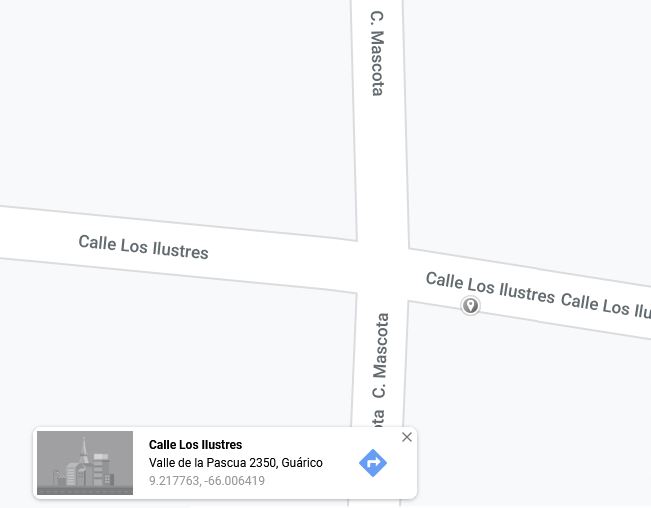 C. Mascota
Calle Los Ilustres
Calle Los Ilustres Calle Los Ilu
C. Mascota
ota
Calle Los Ilustres
Valle de la Pascua 2350, Guárico
9.217763, -66.006419